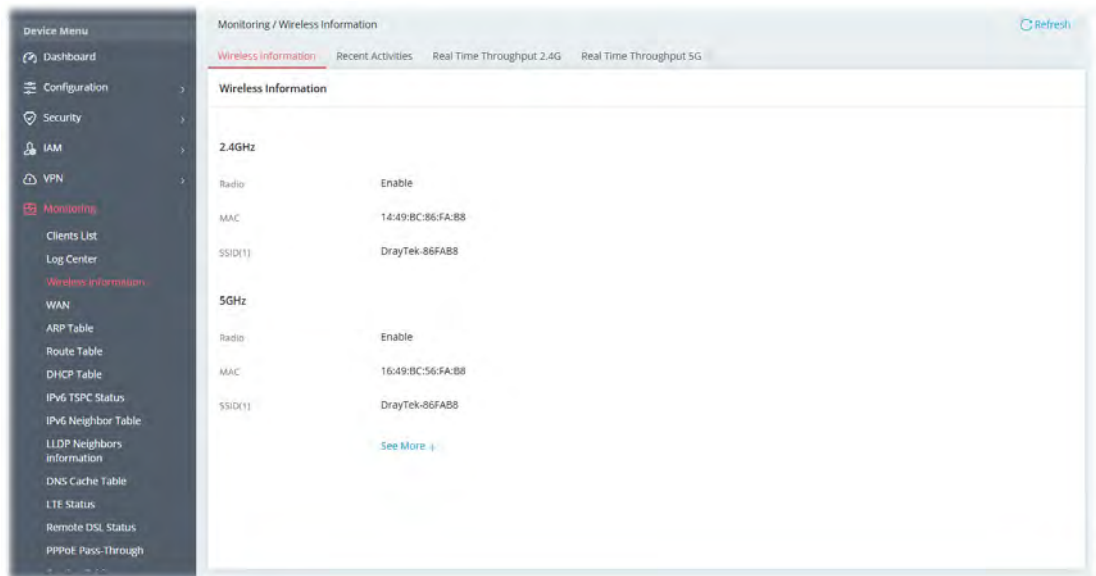 Device Menu
Dashboard
Configuration
Security
IAM
VPN
Monitoring
Clients List
Log Center
Wireless Information
WAN
ARP Table
Route Table
DHCP Table
IPv6 TSPC Status
IPv6 Neighbor Table
LLDP Neighbors
information
DNS Cache Table
LTE Status
Remote DSL Status
PPPoE Pass-Through
Monitoring / Wireless Information
Refresh
Wireless Information Recent Activities Real Time Throughput 2.4G Real Time Throughput 5G
Wireless Information
2.4GHz
Radio Enable
MAC 14:49:BC:86:FA:B8
SSID(1) DrayTek-86FAB8
5GHz
Radio Enable
MAC 16:49:BC:56:FA:B8
SSID(1) DrayTek-86FAB8
See More